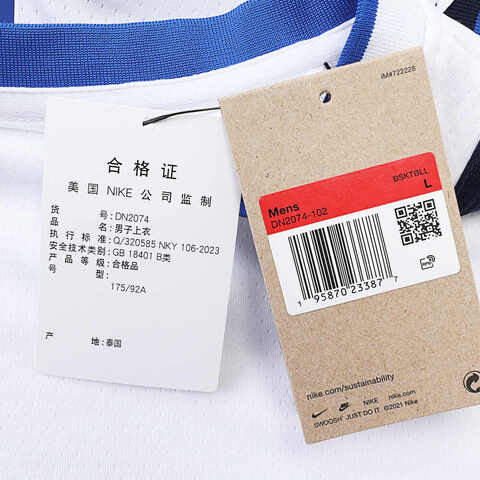 合格证
美国 NIKE 公司监制
货号: DN2074
品名: 男子上衣
执行标准: Q/320585 NKY 106-2023
安全技术类别: GB 18401 B类
产品等级: 合格品
号型:
175/92A
产地: 泰国
IM#722228
BSKTBLL
Mens L
DN2074-102
1 95870 23387 7
RFID
nike.com/sustainability
NIKE nike.com
SWOOSH JUST DO IT ©2021 Nike